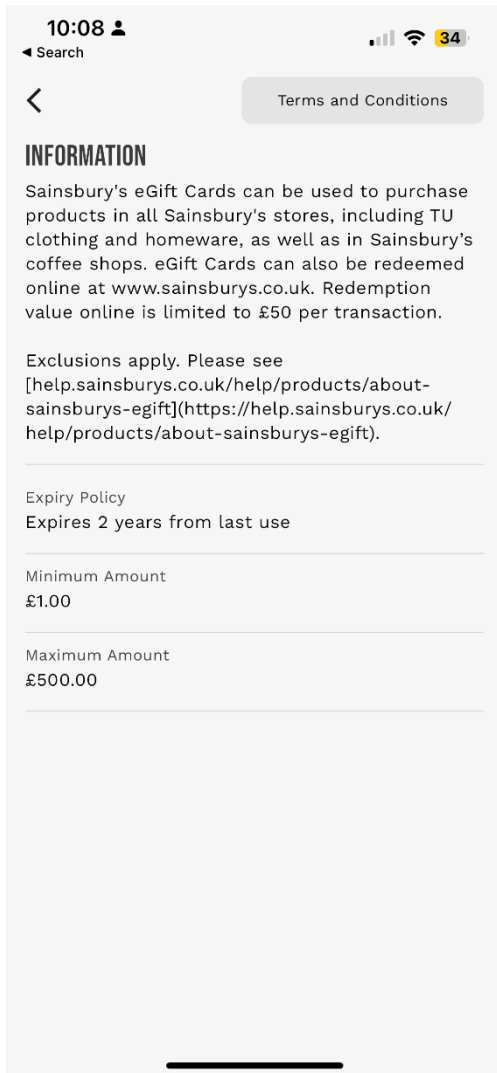 10:08
34
◀ Search
Terms and Conditions
INFORMATION
Sainsbury's eGift Cards can be used to purchase
products in all Sainsbury's stores, including TU
clothing and homeware, as well as in Sainsbury’s
coffee shops. eGift Cards can also be redeemed
online at www.sainsburys.co.uk. Redemption
value online is limited to £50 per transaction.
Exclusions apply. Please see
[help.sainsburys.co.uk/help/products/about-
sainsburys-egift](https://help.sainsburys.co.uk/
help/products/about-sainsburys-egift).
Expiry Policy
Expires 2 years from last use
Minimum Amount
£1.00
Maximum Amount
£500.00